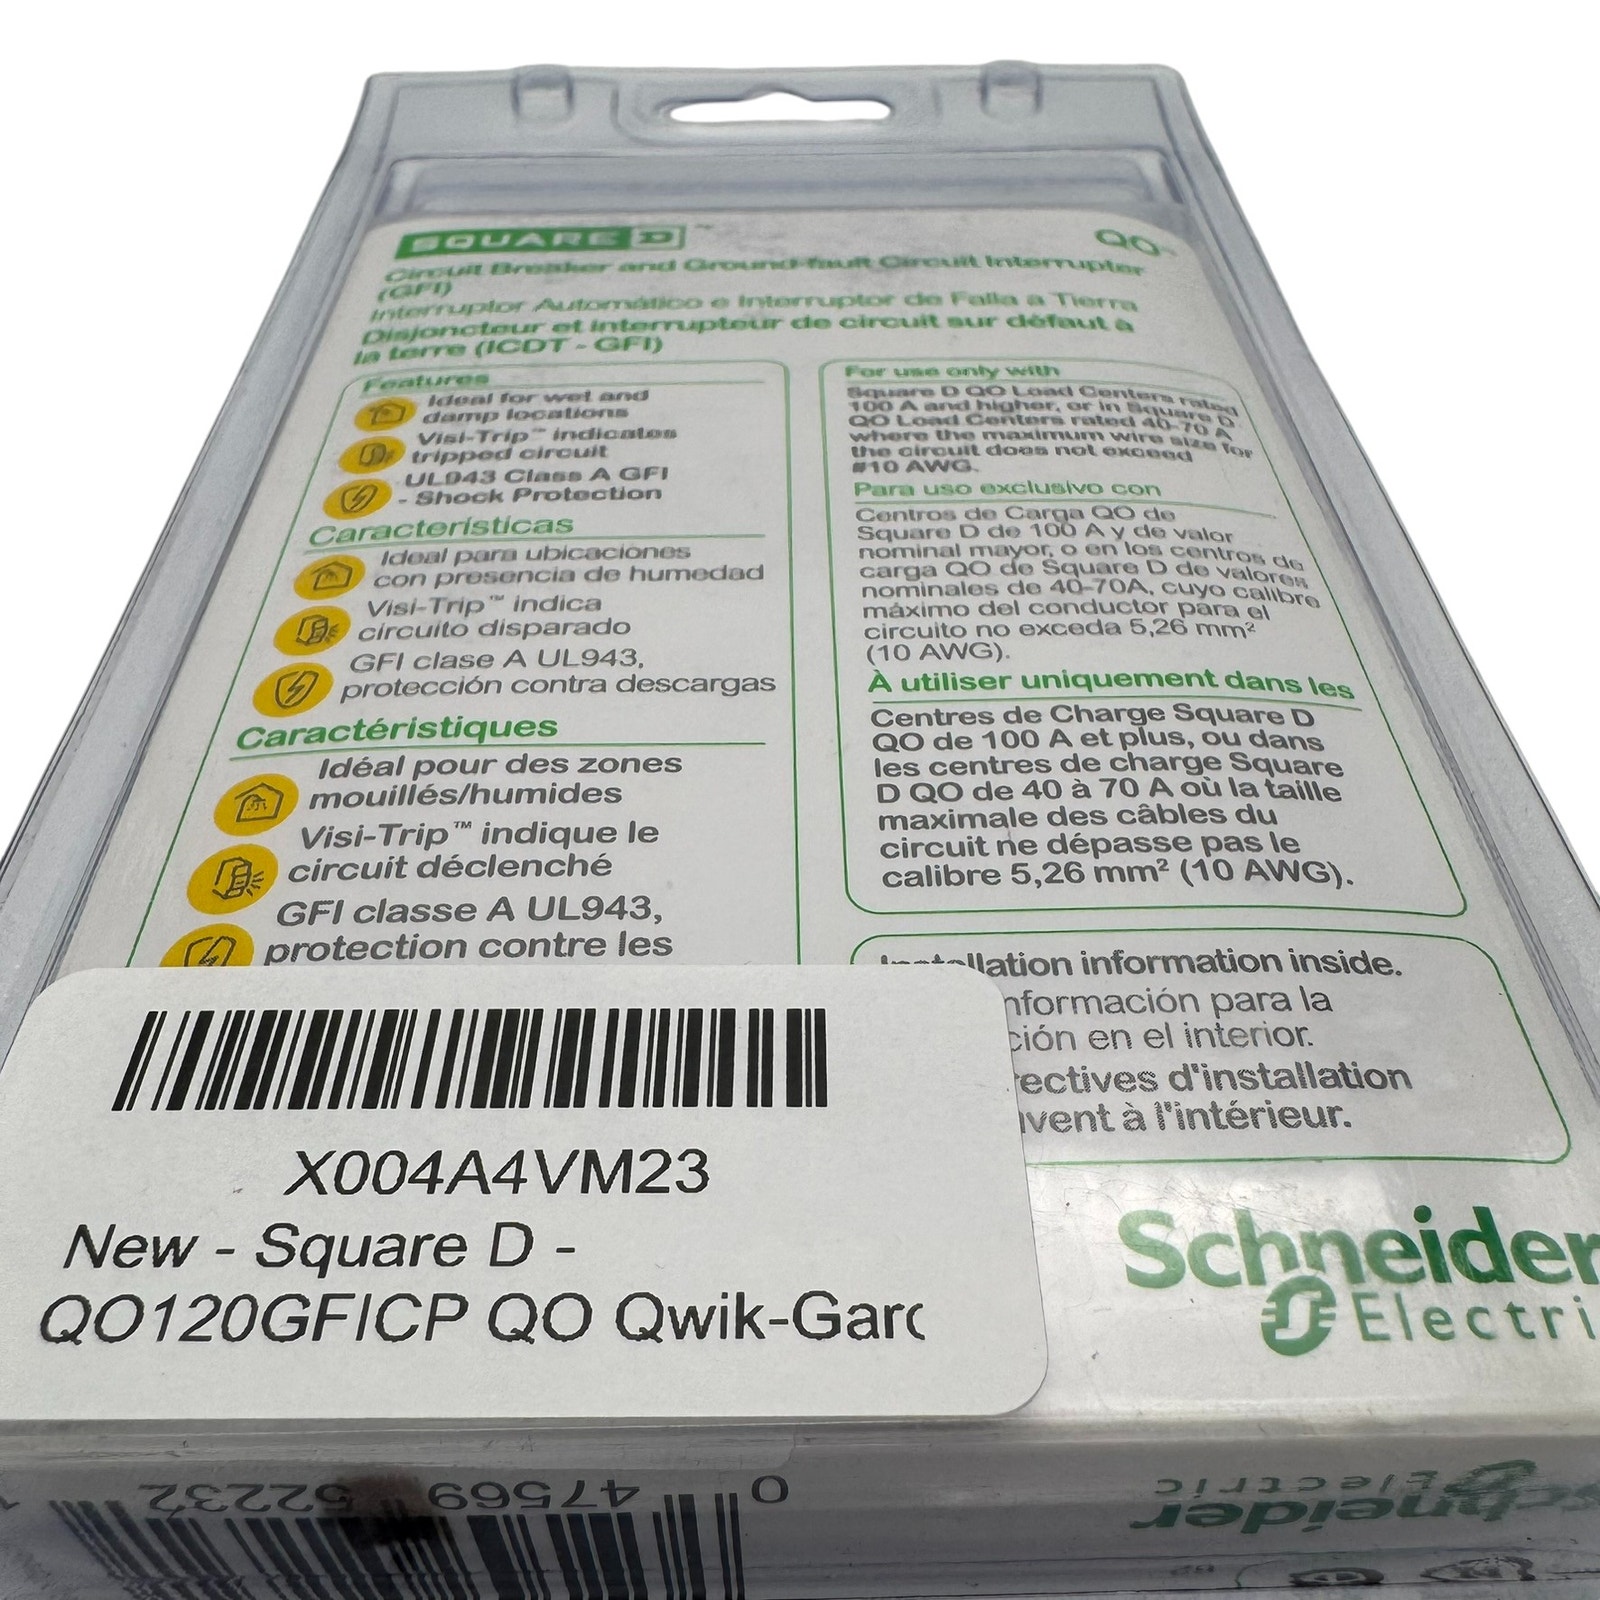 SQUARE D
QO™
Circuit Breaker and Ground-fault Circuit Interrupter
(GFI)
Interruptor Automático e Interruptor de Falla a Tierra
Disjoncteur et interrupteur de circuit sur défaut à
la terre (ICDT - GFI)
Features
Ideal for wet and
damp locations
Visi-Trip™ indicates
tripped circuit
UL943 Class A GFI
- Shock Protection
Características
Ideal para ubicaciones
con presencia de humedad
Visi-Trip™ indica
circuito disparado
GFI clase A UL943,
protección contra descargas
Caractéristiques
Idéal pour des zones
mouillés/humides
Visi-Trip™ indique le
circuit déclenché
GFI classe A UL943,
protection contre les
For use only with
Square D QO Load Centers rated
100 A and higher, or in Square D
QO Load Centers rated 40-70 A
where the maximum wire size for
the circuit does not exceed
#10 AWG.
Para uso exclusivo con
Centros de Carga QO de
Square D de 100 A y de valor
nominal mayor, o en los centros de
carga QO de Square D de valores
nominales de 40-70A, cuyo calibre
máximo del conductor para el
circuito no exceda 5,26 mm²
(10 AWG).
À utiliser uniquement dans les
Centres de Charge Square D
QO de 100 A et plus, ou dans
les centres de charge Square
D QO de 40 à 70 A où la taille
maximale des câbles du
circuit ne dépasse pas le
calibre 5,26 mm² (10 AWG).
Installation information inside.
nformación para la
ción en el interior.
rectives d'installation
uvent à l'intérieur.
X004A4VM23
New - Square D -
QO120GFICP QO Qwik-Garc
Schneider
Electri
0 47569 52232
Schneider
Electric